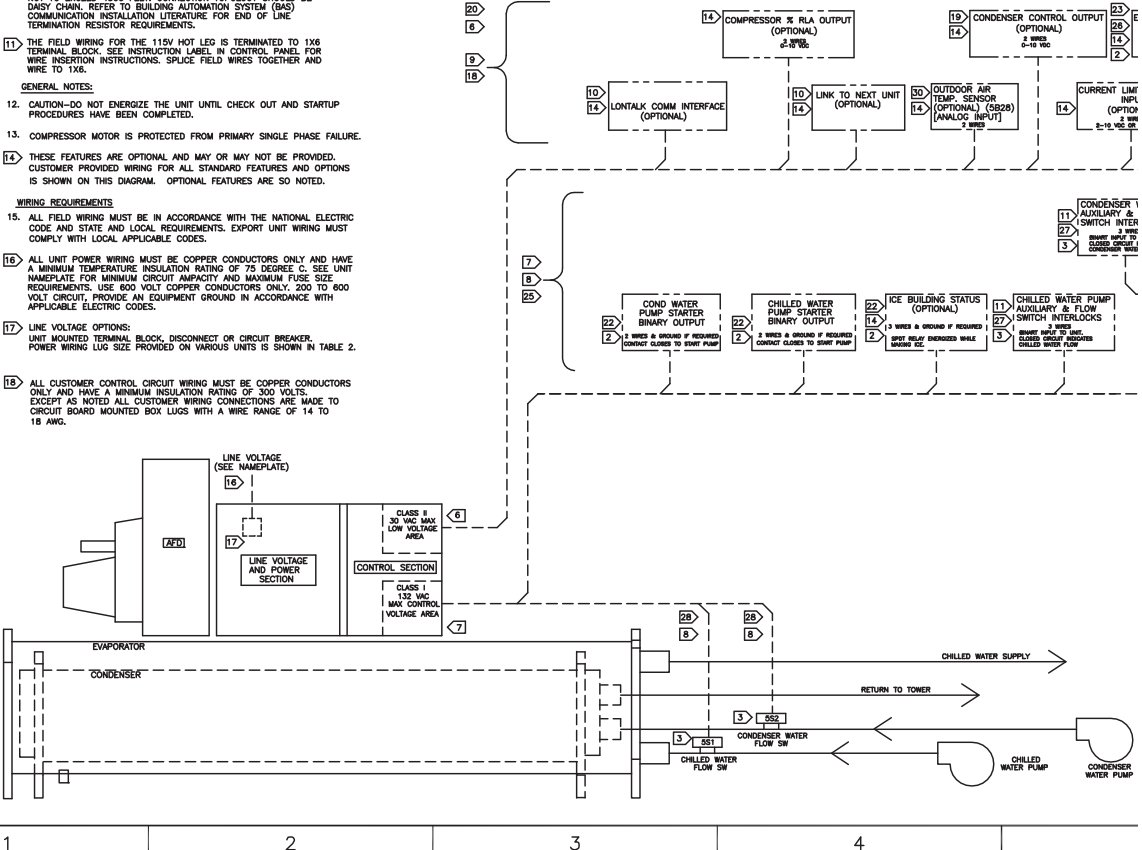 DAISY CHAIN. REFER TO BUILDING AUTOMATION SYSTEM (BAS)
COMMUNICATION INSTALLATION LITERATURE FOR END OF LINE
TERMINATION RESISTOR REQUIREMENTS.
11 THE FIELD WIRING FOR THE 115V HOT LEG IS TERMINATED TO 1X6
TERMINAL BLOCK. SEE INSTRUCTION LABEL IN CONTROL PANEL FOR
WIRE INSERTION INSTRUCTIONS. SPLICE FIELD WIRES TOGETHER AND
WIRE TO 1X6.
GENERAL NOTES:
12. CAUTION-DO NOT ENERGIZE THE UNIT UNTIL CHECK OUT AND STARTUP
PROCEDURES HAVE BEEN COMPLETED.
13. COMPRESSOR MOTOR IS PROTECTED FROM PRIMARY SINGLE PHASE FAILURE.
14 THESE FEATURES ARE OPTIONAL AND MAY OR MAY NOT BE PROVIDED.
CUSTOMER PROVIDED WIRING FOR ALL STANDARD FEATURES AND OPTIONS
IS SHOWN ON THIS DIAGRAM. OPTIONAL FEATURES ARE SO NOTED.
WIRING REQUIREMENTS
15. ALL FIELD WIRING MUST BE IN ACCORDANCE WITH THE NATIONAL ELECTRIC
CODE AND STATE AND LOCAL REQUIREMENTS. EXPORT UNIT WIRING MUST
COMPLY WITH LOCAL APPLICABLE CODES.
16 ALL UNIT POWER WIRING MUST BE COPPER CONDUCTORS ONLY AND HAVE
A MINIMUM TEMPERATURE INSULATION RATING OF 75 DEGREE C. SEE UNIT
NAMEPLATE FOR MINIMUM CIRCUIT AMPACITY AND MAXIMUM FUSE SIZE
REQUIREMENTS. USE 600 VOLT COPPER CONDUCTORS ONLY. 200 TO 600
VOLT CIRCUIT, PROVIDE AN EQUIPMENT GROUND IN ACCORDANCE WITH
APPLICABLE ELECTRIC CODES.
17 LINE VOLTAGE OPTIONS:
UNIT MOUNTED TERMINAL BLOCK, DISCONNECT OR CIRCUIT BREAKER.
POWER WIRING LUG SIZE PROVIDED ON VARIOUS UNITS IS SHOWN IN TABLE 2.
18 ALL CUSTOMER CONTROL CIRCUIT WIRING MUST BE COPPER CONDUCTORS
ONLY AND HAVE A MINIMUM INSULATION RATING OF 300 VOLTS.
EXCEPT AS NOTED ALL CUSTOMER WIRING CONNECTIONS ARE MADE TO
CIRCUIT BOARD MOUNTED BOX LUGS WITH A WIRE RANGE OF 14 TO
18 AWG.
20
6
9
18
14
COMPRESSOR % RLA OUTPUT
(OPTIONAL)
2 WIRES
0-10 VDC
19
14
CONDENSER CONTROL OUTPUT
(OPTIONAL)
2 WIRES
0-10 VDC
23
26
14
2
10
14
LONTALK COMM INTERFACE
(OPTIONAL)
10
14
LINK TO NEXT UNIT
(OPTIONAL)
30
14
OUTDOOR AIR
TEMP. SENSOR
(OPTIONAL) (5B28)
[ANALOG INPUT]
2 WIRES
14
CURRENT LIMI
INPU
(OPTION
2 WIR
2-10 VDC OR
7
8
25
11
27
3
CONDENSER W
AUXILIARY &
SWITCH INTER
3 WIRE
BINARY INPUT TO
CLOSED CIRCUIT I
CONDENSER WATE
22
2
COND WATER
PUMP STARTER
BINARY OUTPUT
2 WIRES & GROUND IF REQUIRED
CONTACT CLOSES TO START PUMP
22
2
CHILLED WATER
PUMP STARTER
BINARY OUTPUT
2 WIRES & GROUND IF REQUIRED
CONTACT CLOSES TO START PUMP
22
14
2
ICE BUILDING STATUS
(OPTIONAL)
3 WIRES & GROUND IF REQUIRED
SPDT RELAY ENERGIZED WHILE
MAKING ICE.
11
27
3
CHILLED WATER PUMP
AUXILIARY & FLOW
SWITCH INTERLOCKS
3 WIRES
BINARY INPUT TO UNIT.
CLOSED CIRCUIT INDICATES
CHILLED WATER FLOW
LINE VOLTAGE
(SEE NAMEPLATE)
16
17
AFD
LINE VOLTAGE
AND POWER
SECTION
CLASS II
30 VAC MAX
LOW VOLTAGE
AREA
6
CONTROL SECTION
CLASS I
132 VAC
MAX CONTROL
VOLTAGE AREA
7
28
8
28
8
EVAPORATOR
CONDENSER
CHILLED WATER SUPPLY
RETURN TO TOWER
3
5S2
CONDENSER WATER
FLOW SW
3
5S1
CHILLED WATER
FLOW SW
CHILLED
WATER PUMP
CONDENSER
WATER PUMP
1
2
3
4